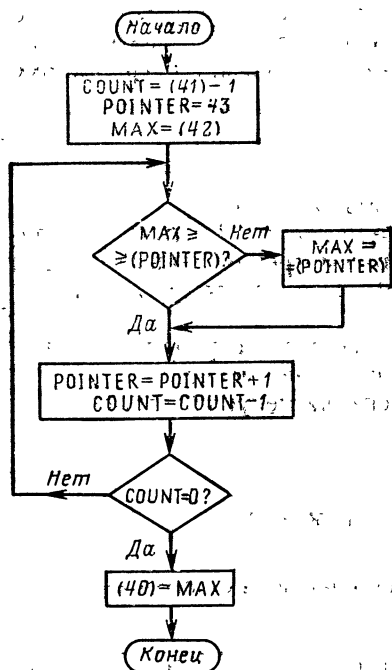 Начало
COUNT = (41) - 1
POINTER = 43
MAX = (42)
MAX ≥
≥ (POINTER)?
Нет
MAX =
= (POINTER)
Да
POINTER = POINTER + 1
COUNT = COUNT - 1
Нет
COUNT = 0?
Да
(40) = MAX
Конец